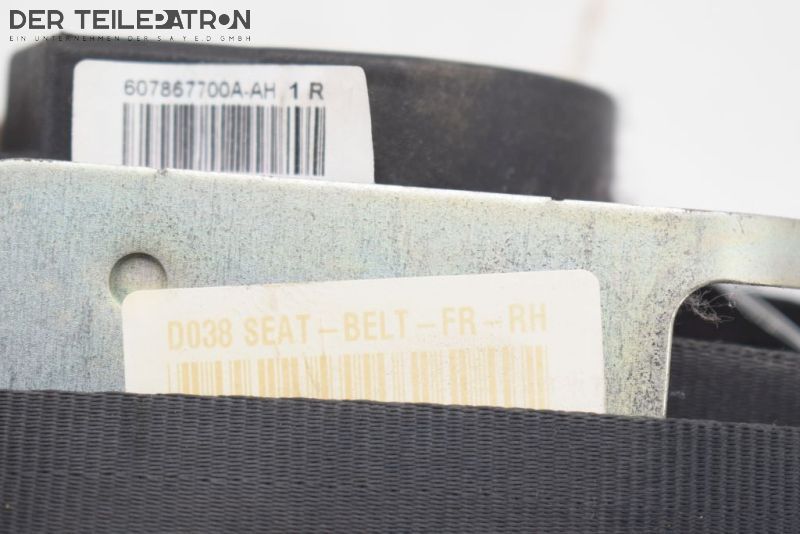 DER TEILEPATRON
EIN UNTERNEHMEN DER S A Y E D GMBH
607867700A-AH 1 R
D038 SEAT-BELT-FR-RH